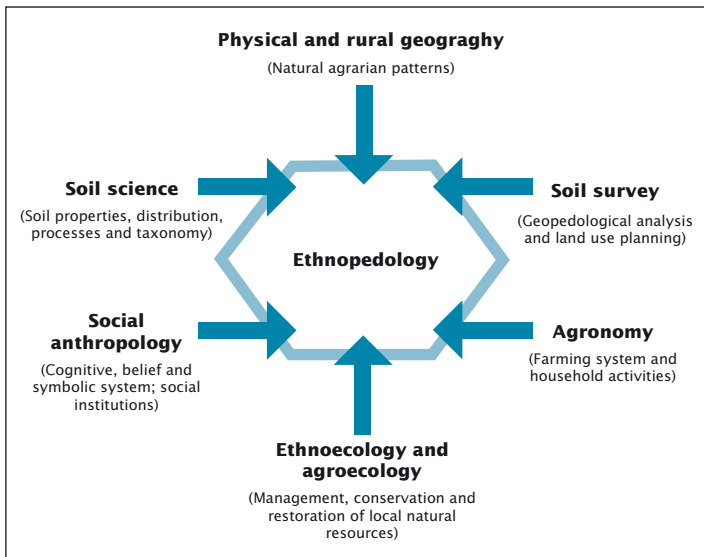 Physical and rural geograghy
(Natural agrarian patterns)
Soil science
(Soil properties, distribution,
processes and taxonomy)
Soil survey
(Geopedological analysis
and land use planning)
Ethnopedology
Social
anthropology
(Cognitive, belief and
symbolic system; social
institutions)
Agronomy
(Farming system and
household activities)
Ethnoecology and
agroecology
(Management, conservation and
restoration of local natural
resources)